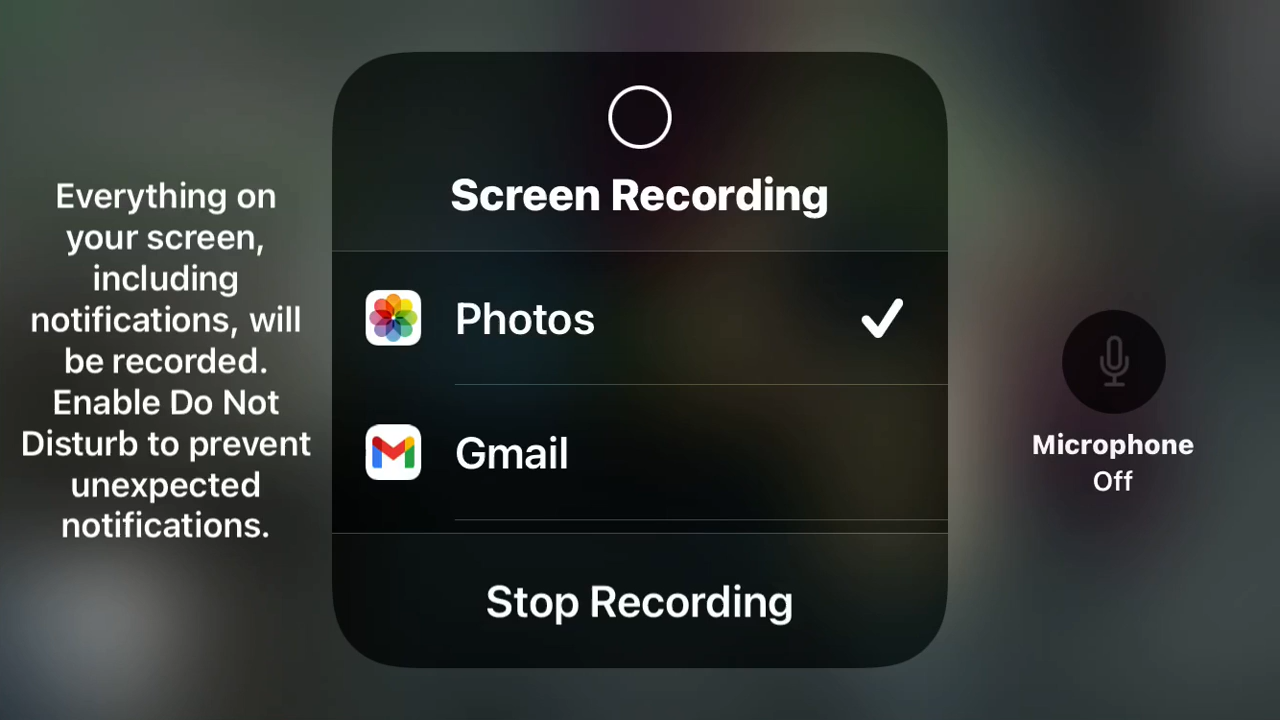 Everything on
your screen,
including
notifications, will
be recorded.
Enable Do Not
Disturb to prevent
unexpected
notifications.
Screen Recording
Photos
Gmail
Stop Recording
Microphone
Off